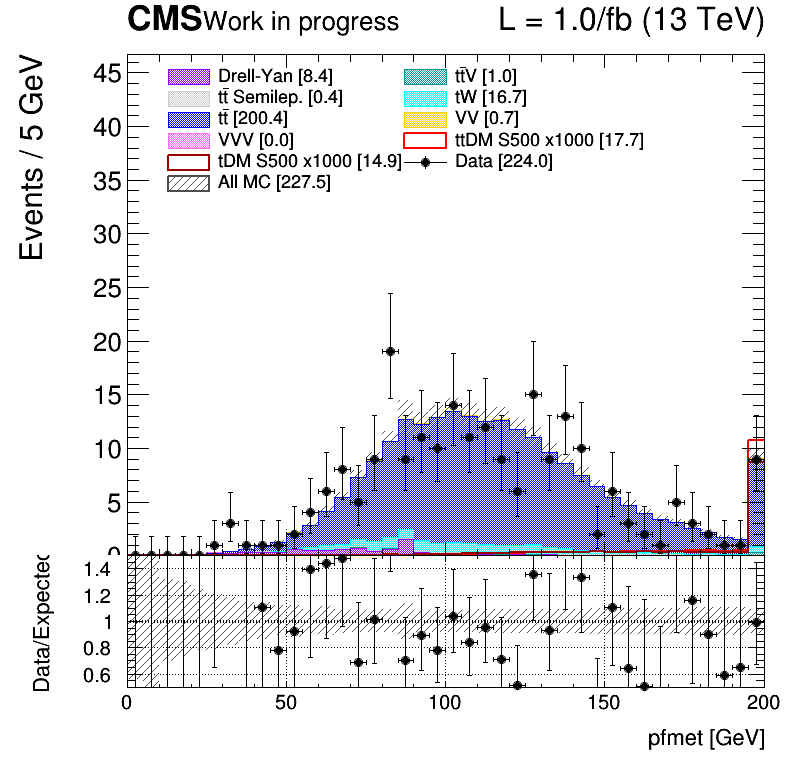 CMS Work in progress L = 1.0/fb (13 TeV)
Events / 5 GeV
45
40
35
30
25
20
15
10
5
0
Drell-Yan [8.4] tt̄V [1.0]
tt̄ Semilep. [0.4] tW [16.7]
tt̄ [200.4] VV [0.7]
VVV [0.0] ttDM S500 x1000 [17.7]
tDM S500 x1000 [14.9] Data [224.0]
All MC [227.5]
Data/Expected
1.4
1.2
1
0.8
0.6
0 50 100 150 200
pfmet [GeV]